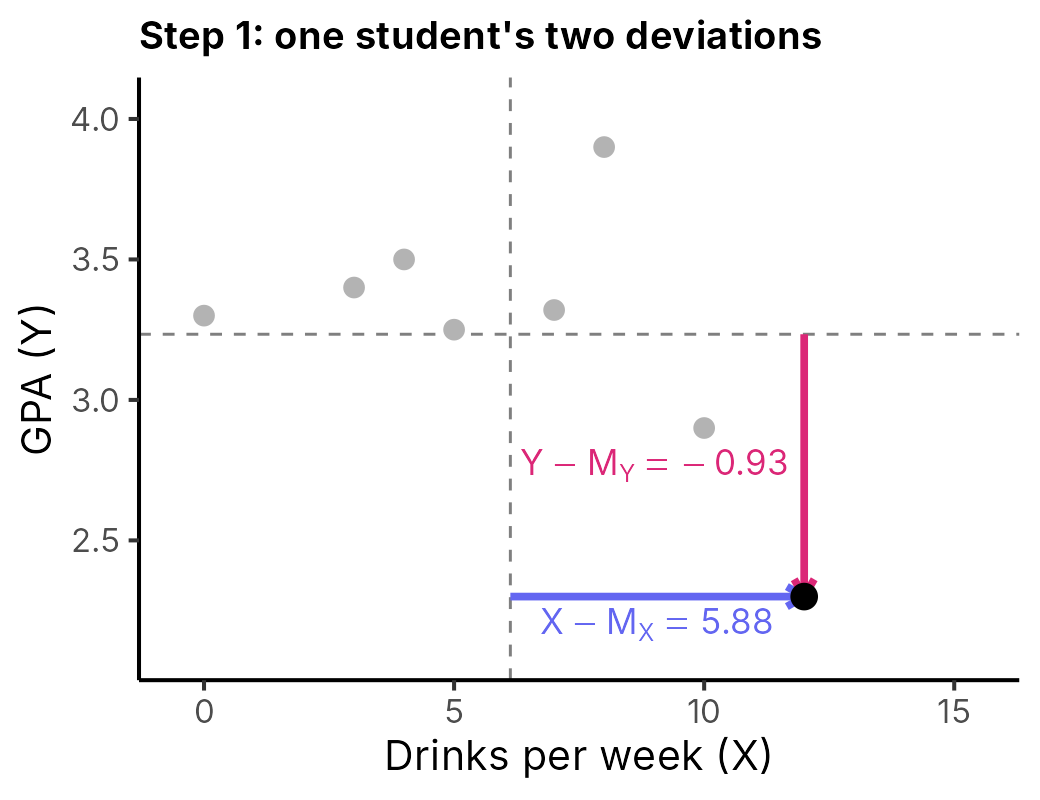 Step 1: one student's two deviations
4.0
3.5
3.0
2.5
GPA (Y)
Y − M_Y = − 0.93
X − M_X = 5.88
0 5 10 15
Drinks per week (X)